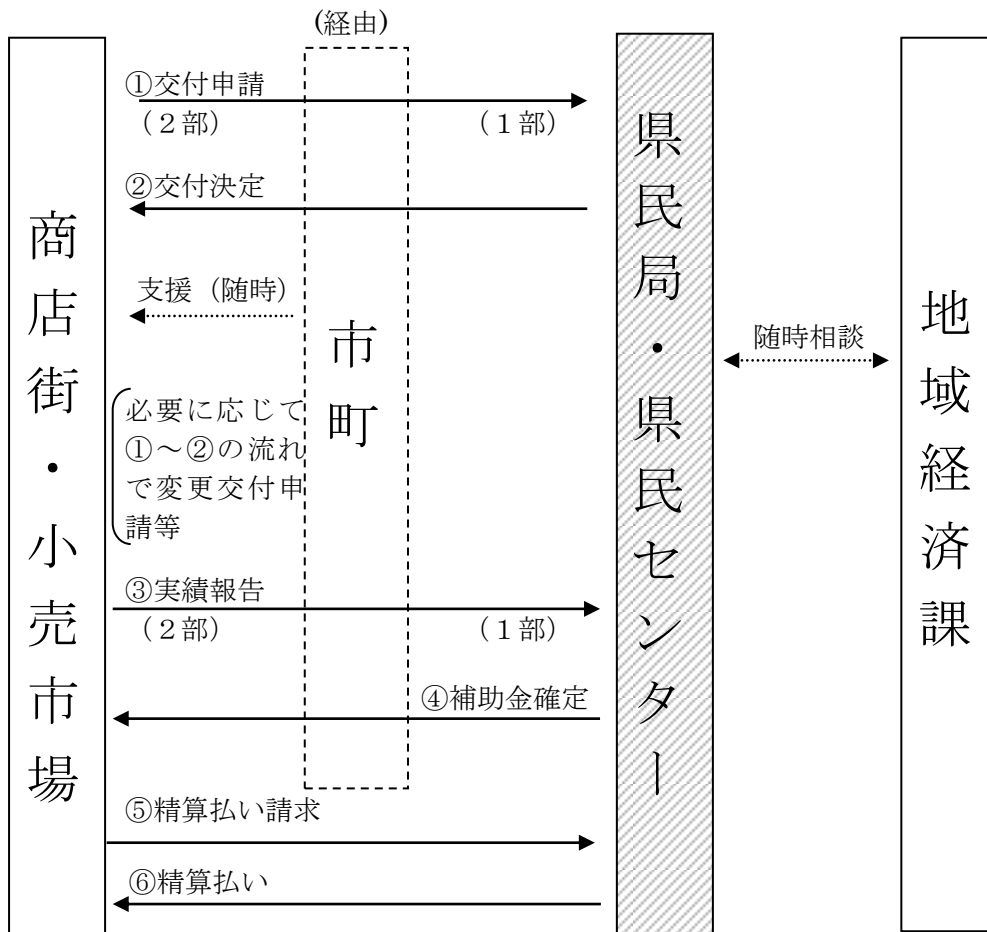 (経由)
①交付申請
（２部）
（１部）
②交付決定
支援（随時）
必要に応じて
①～②の流れ
で変更交付申
請等
③実績報告
（２部）
（１部）
④補助金確定
⑤精算払い請求
⑥精算払い
商店街・小売市場
市町
県民局・県民センター
随時相談
地域経済課